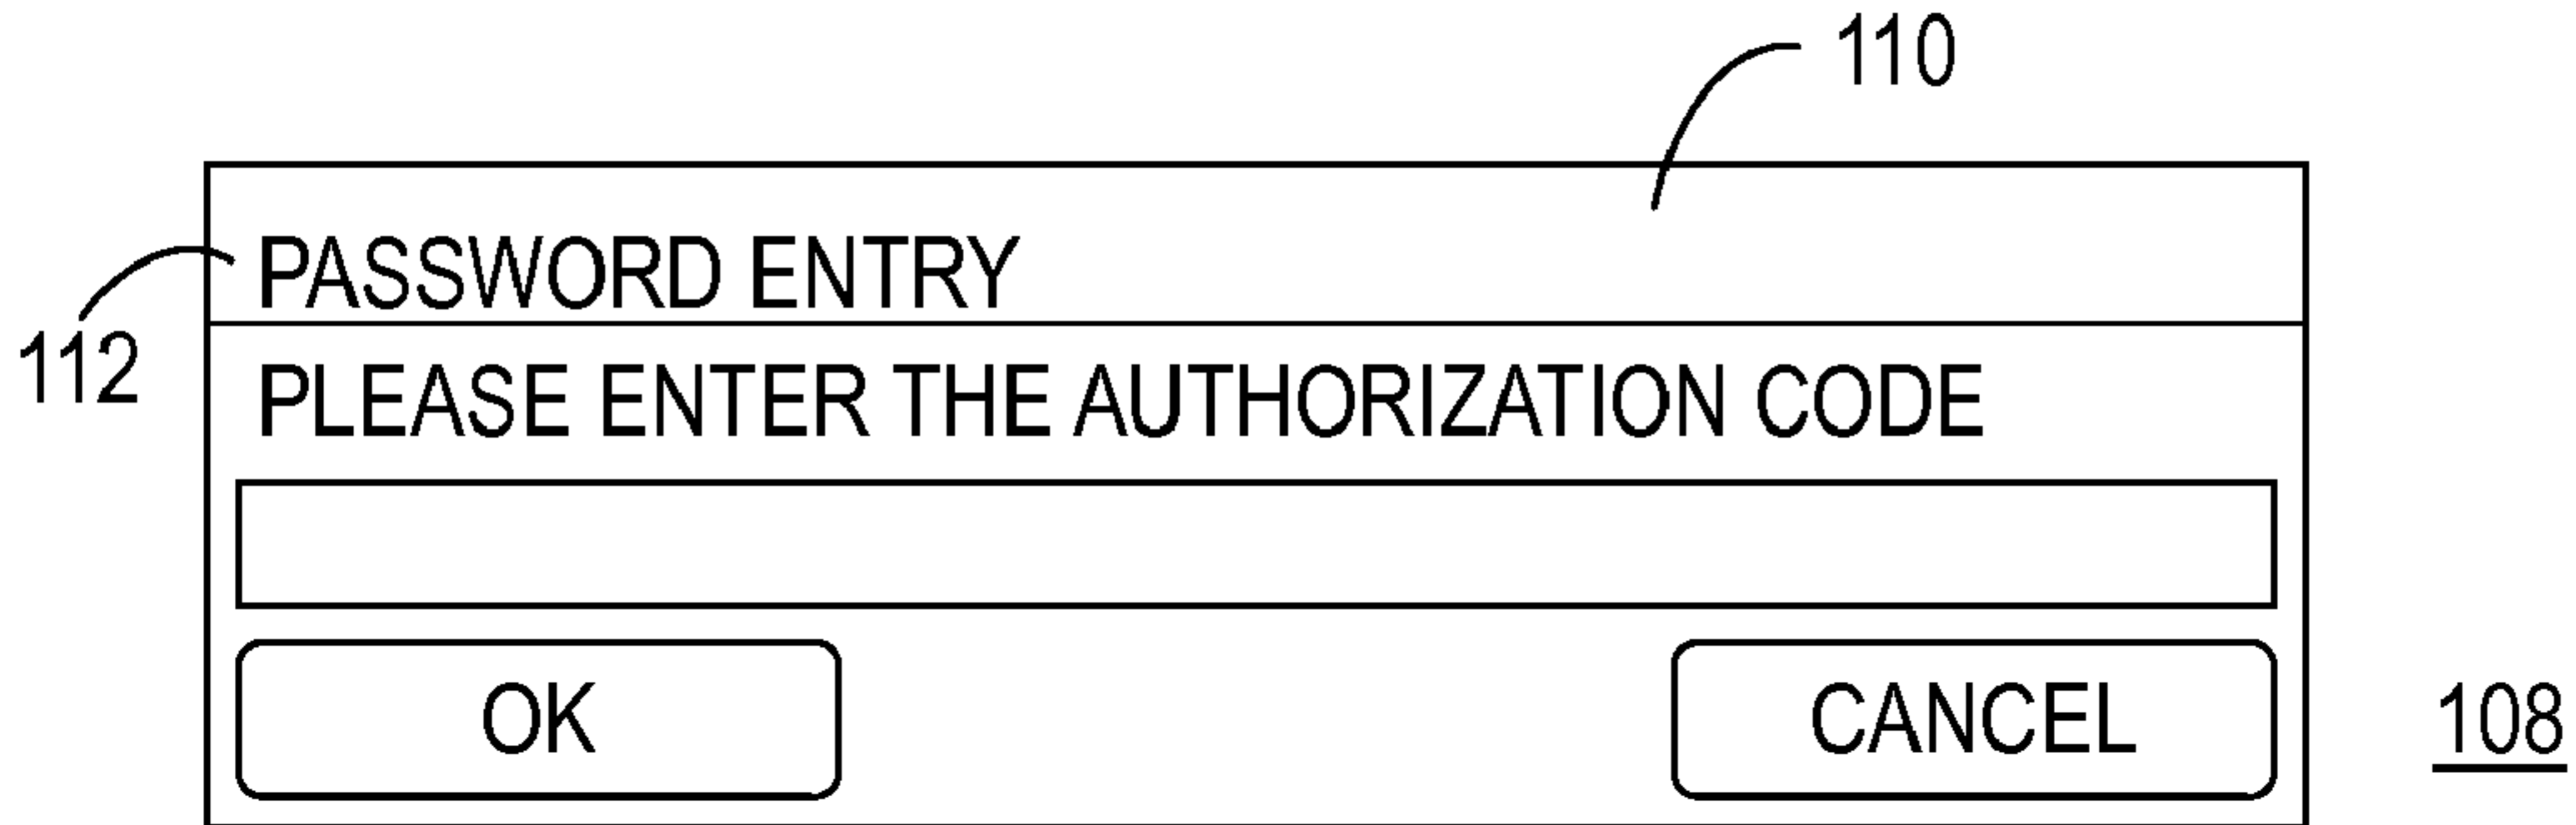 110
PASSWORD ENTRY
112
PLEASE ENTER THE AUTHORIZATION CODE
OK
CANCEL
108